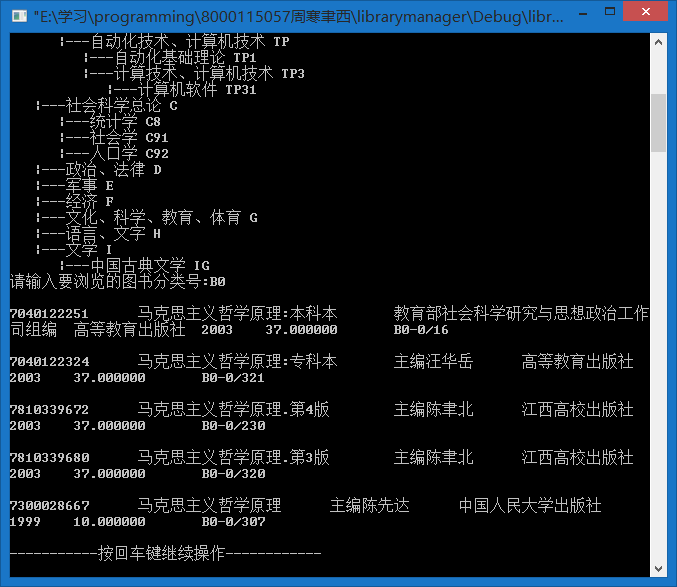 "E:\学习\programming\8000115057周寒聿西\librarymanager\Debug\libr...
¦---自动化技术、计算机技术 TP
¦---自动化基础理论 TP1
¦---计算技术、计算机技术 TP3
¦---计算机软件 TP31
¦---社会科学总论 C
¦---统计学 C8
¦---社会学 C91
¦---人口学 C92
¦---政治、法律 D
¦---军事 E
¦---经济 F
¦---文化、科学、教育、体育 G
¦---语言、文字 H
¦---文学 I
¦---中国古典文学 IG
请输入要浏览的图书分类号:B0
7040122251 马克思主义哲学原理:本科本 教育部社会科学研究与思想政治工作
司组编 高等教育出版社 2003 37.000000 B0-0/16
7040122324 马克思主义哲学原理:专科本 主编汪华岳 高等教育出版社
2003 37.000000 B0-0/321
7810339672 马克思主义哲学原理.第4版 主编陈聿北 江西高校出版社
2003 37.000000 B0-0/230
7810339680 马克思主义哲学原理.第3版 主编陈聿北 江西高校出版社
2003 37.000000 B0-0/320
7300028667 马克思主义哲学原理 主编陈先达 中国人民大学出版社
1999 10.000000 B0-0/307
-----------按回车键继续操作------------